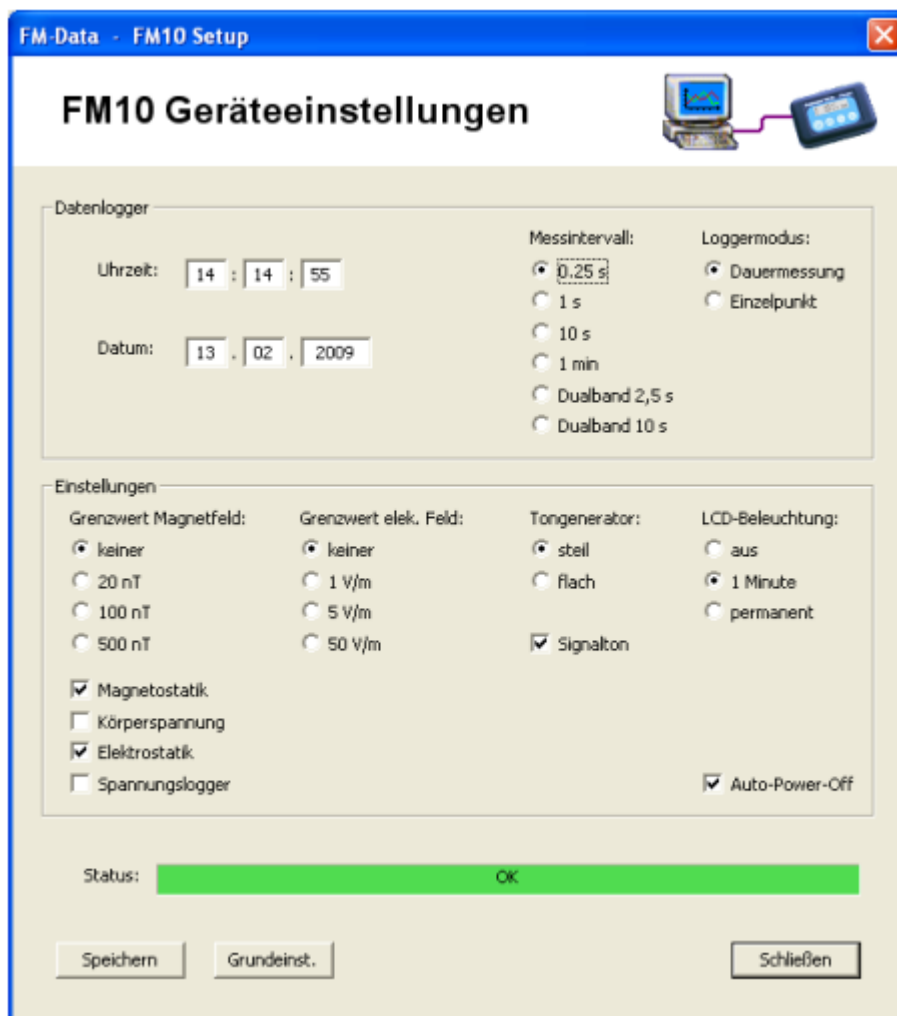 FM-Data - FM10 Setup
FM10 Geräteeinstellungen
Datenlogger
Uhrzeit: 14 : 14 : 55
Datum: 13 . 02 . 2009
Messintervall:
0.25 s
1 s
10 s
1 min
Dualband 2,5 s
Dualband 10 s
Loggermodus:
Dauermessung
Einzelpunkt
Einstellungen
Grenzwert Magnetfeld:
keiner
20 nT
100 nT
500 nT
Grenzwert elek. Feld:
keiner
1 V/m
5 V/m
50 V/m
Tongenerator:
steil
flach
Signalton
LCD-Beleuchtung:
aus
1 Minute
permanent
Magnetostatik
Körperspannung
Elektrostatik
Spannungslogger
Auto-Power-Off
Status: OK
Speichern
Grundeinst.
Schließen